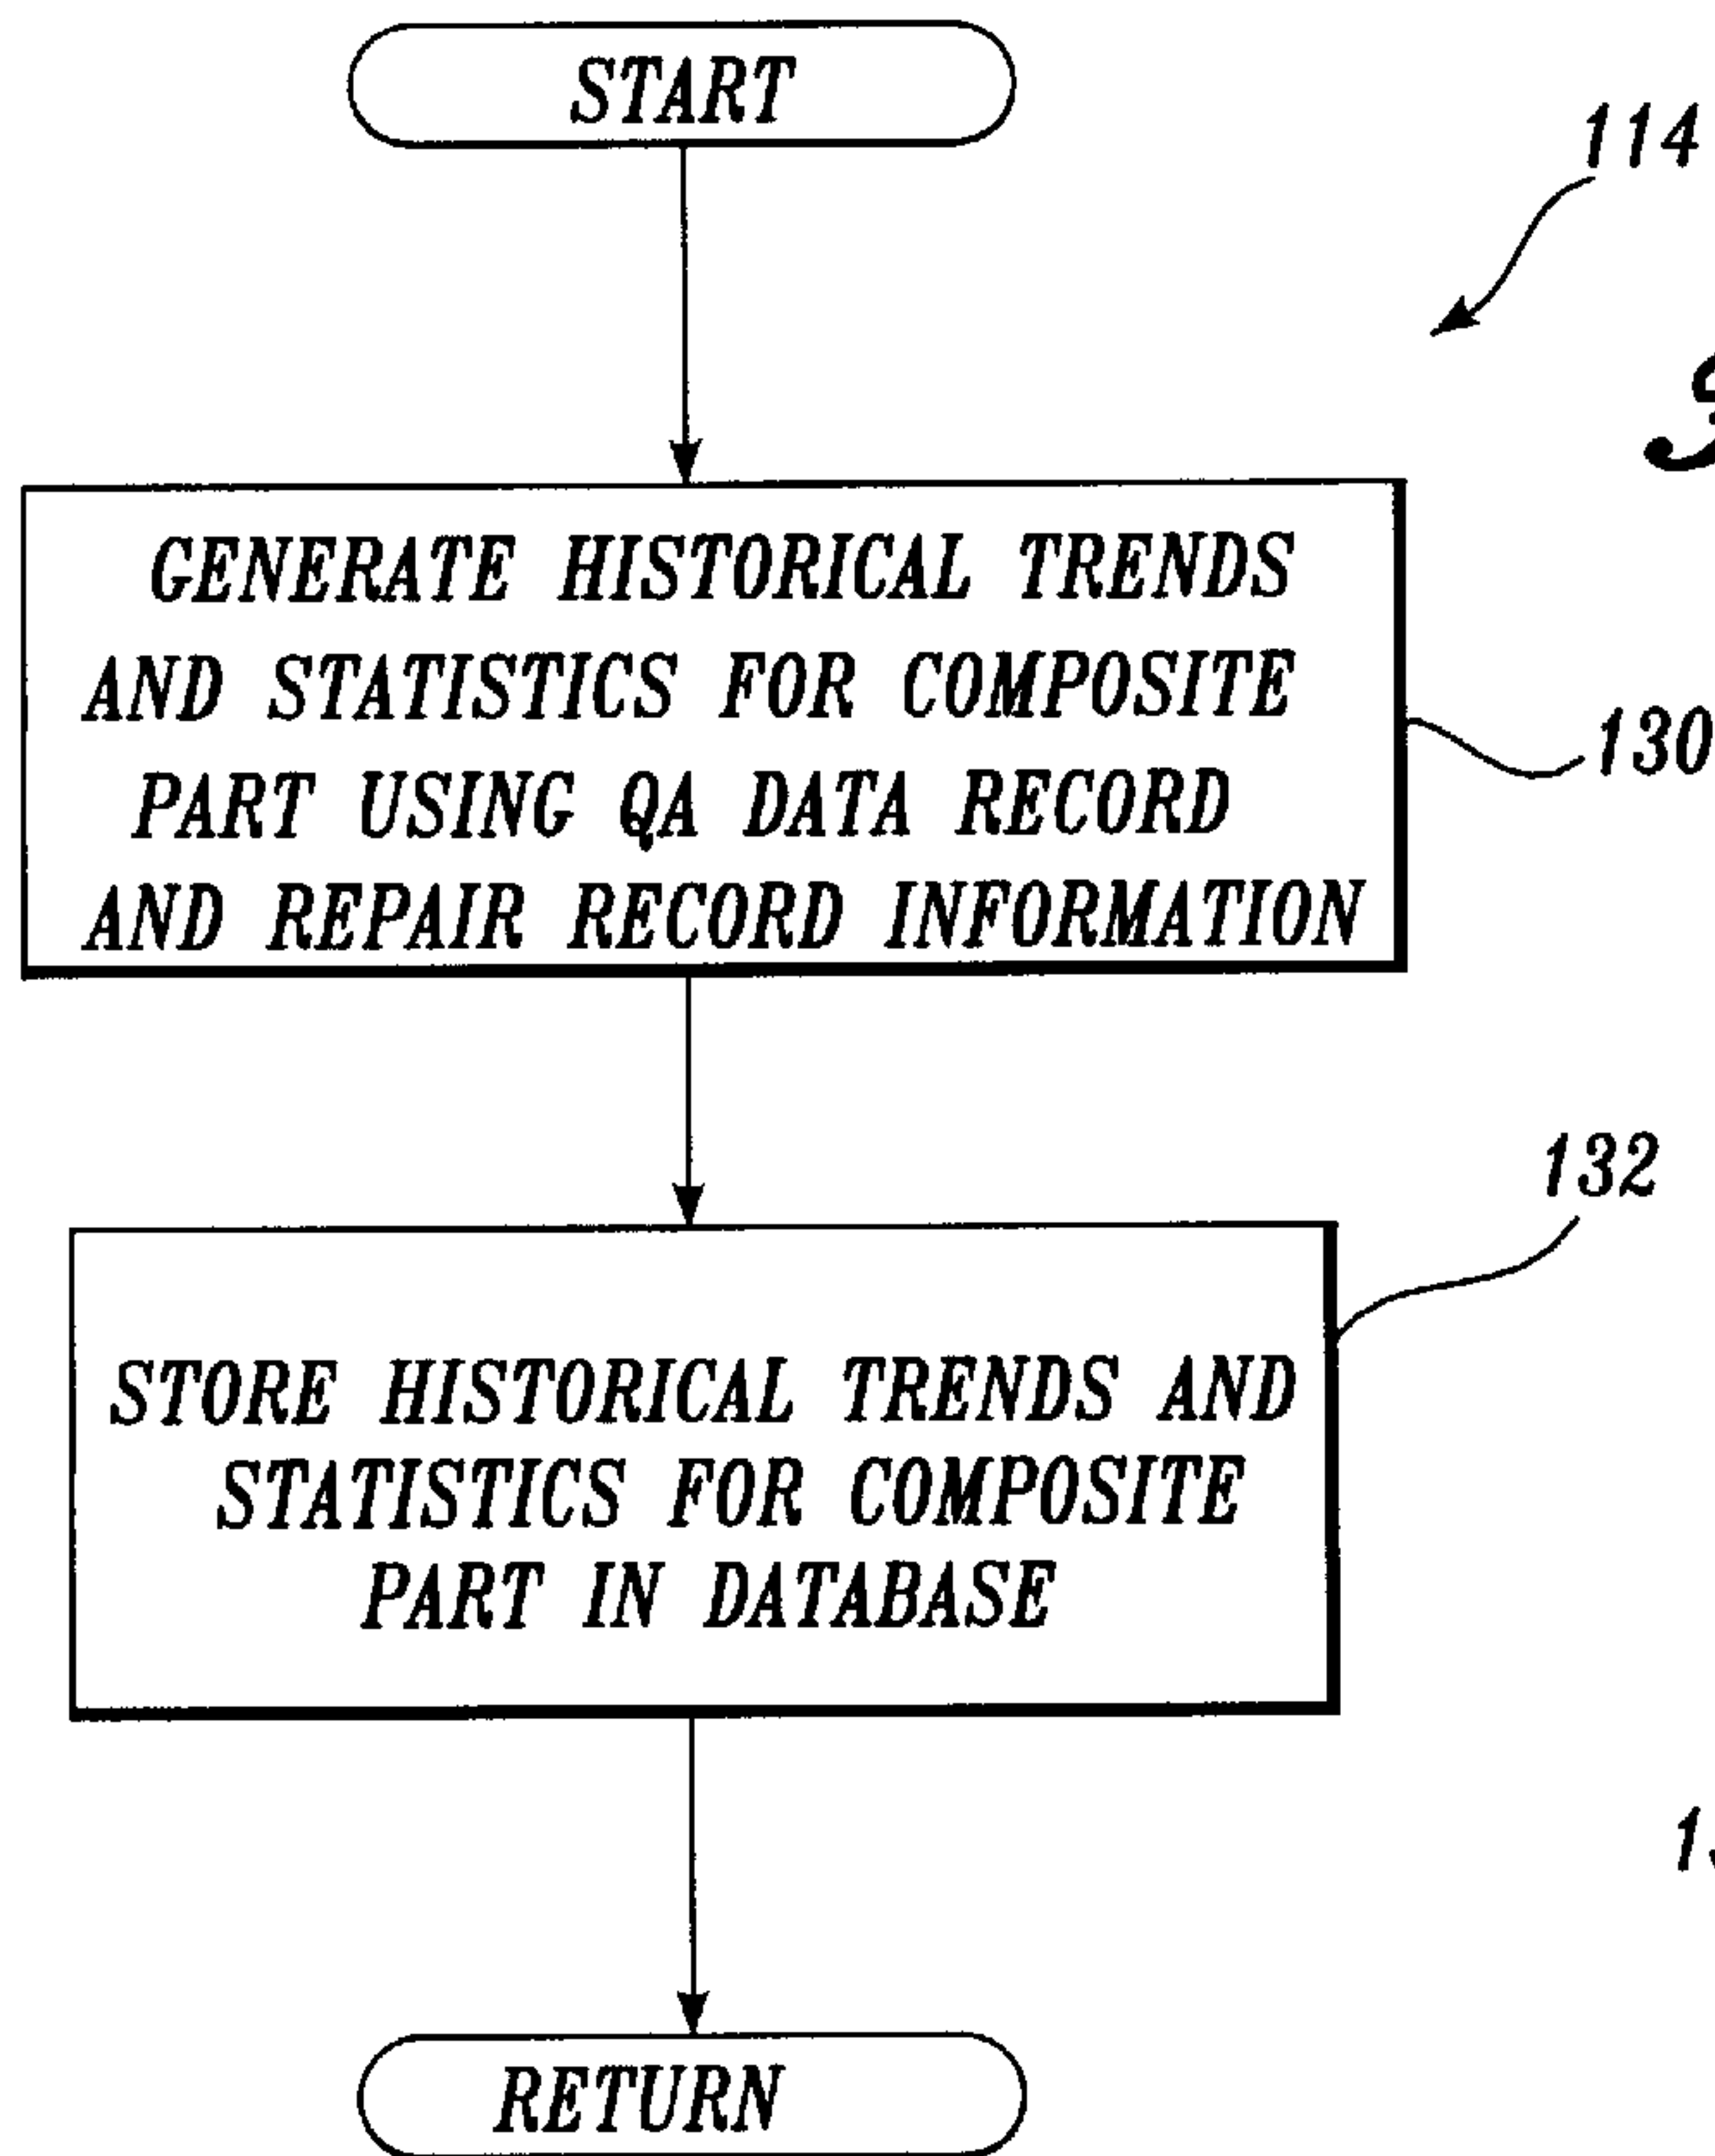 START
114
GENERATE HISTORICAL TRENDS
AND STATISTICS FOR COMPOSITE
PART USING QA DATA RECORD
AND REPAIR RECORD INFORMATION
130
132
STORE HISTORICAL TRENDS AND
STATISTICS FOR COMPOSITE
PART IN DATABASE
RETURN